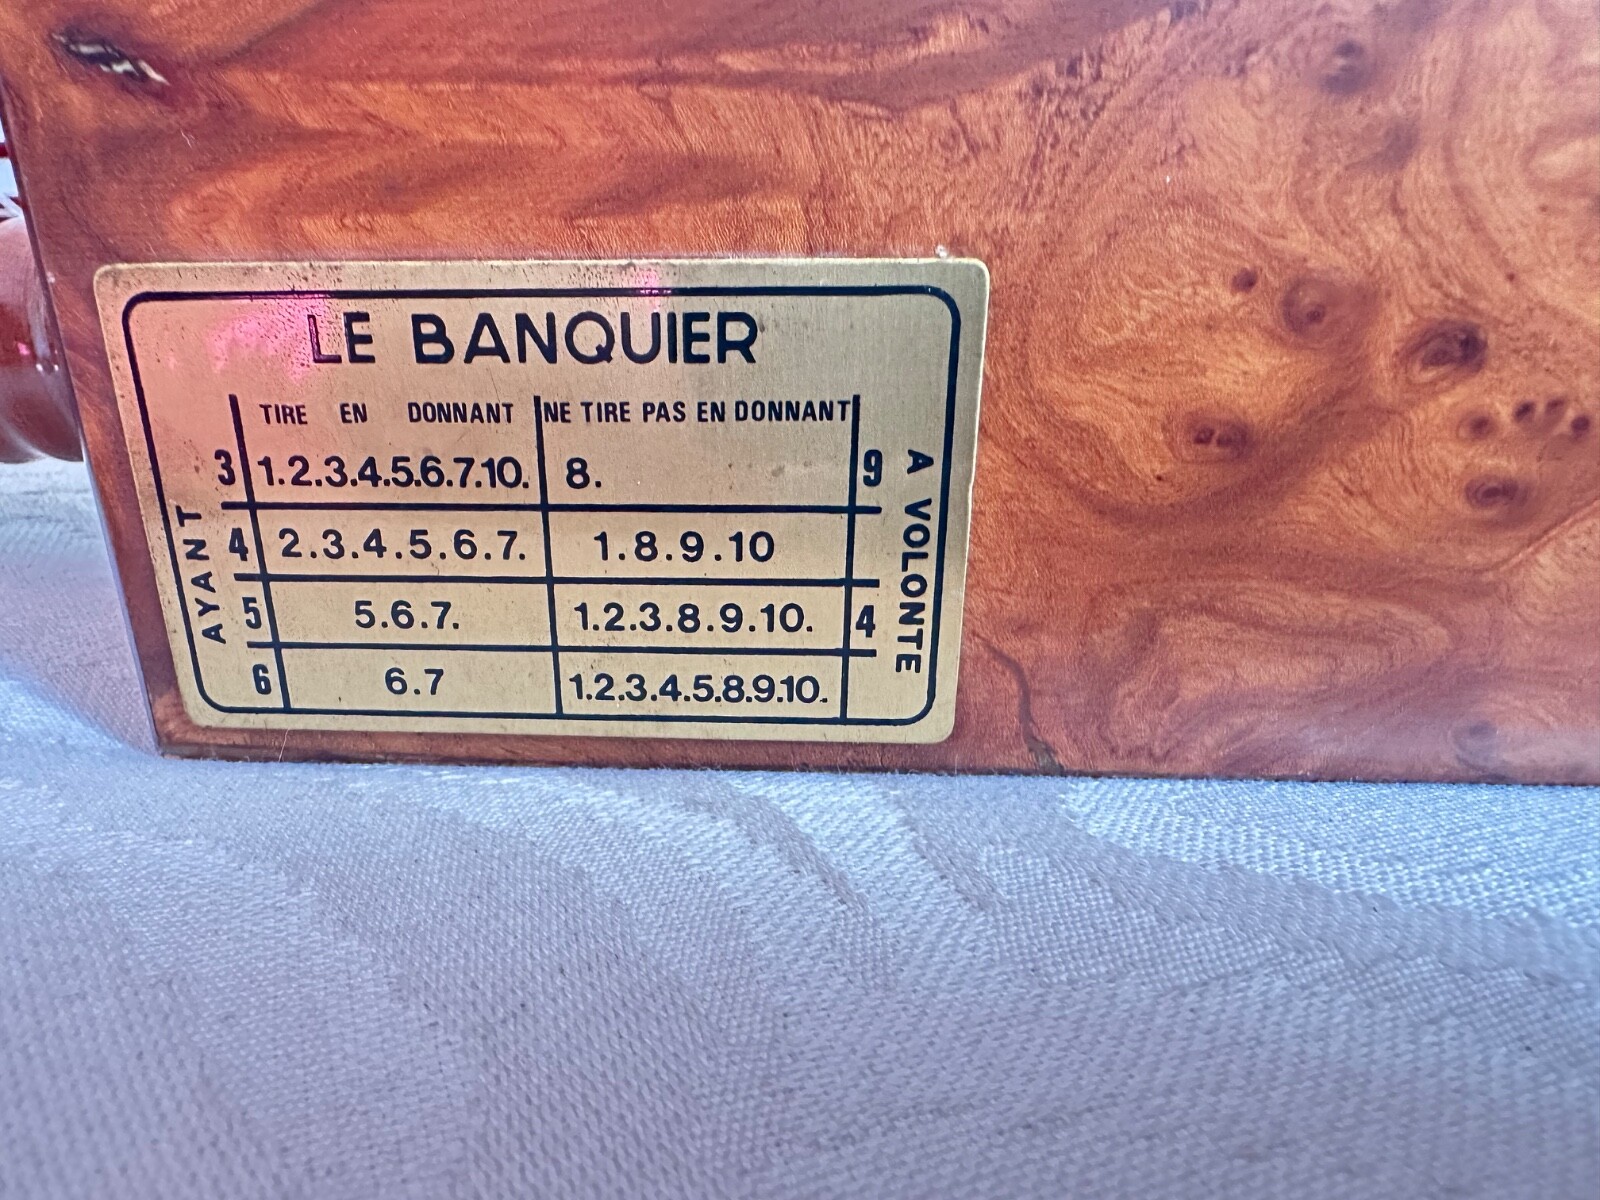 LE BANQUIER
TIRE EN DONNANT NE TIRE PAS EN DONNANT
AYANT
3 1.2.3.4.5.6.7.10. 8. 9
4 2.3.4.5.6.7. 1.8.9.10
5 5.6.7. 1.2.3.8.9.10. 4
6 6.7 1.2.3.4.5.8.9.10.
A VOLONTE